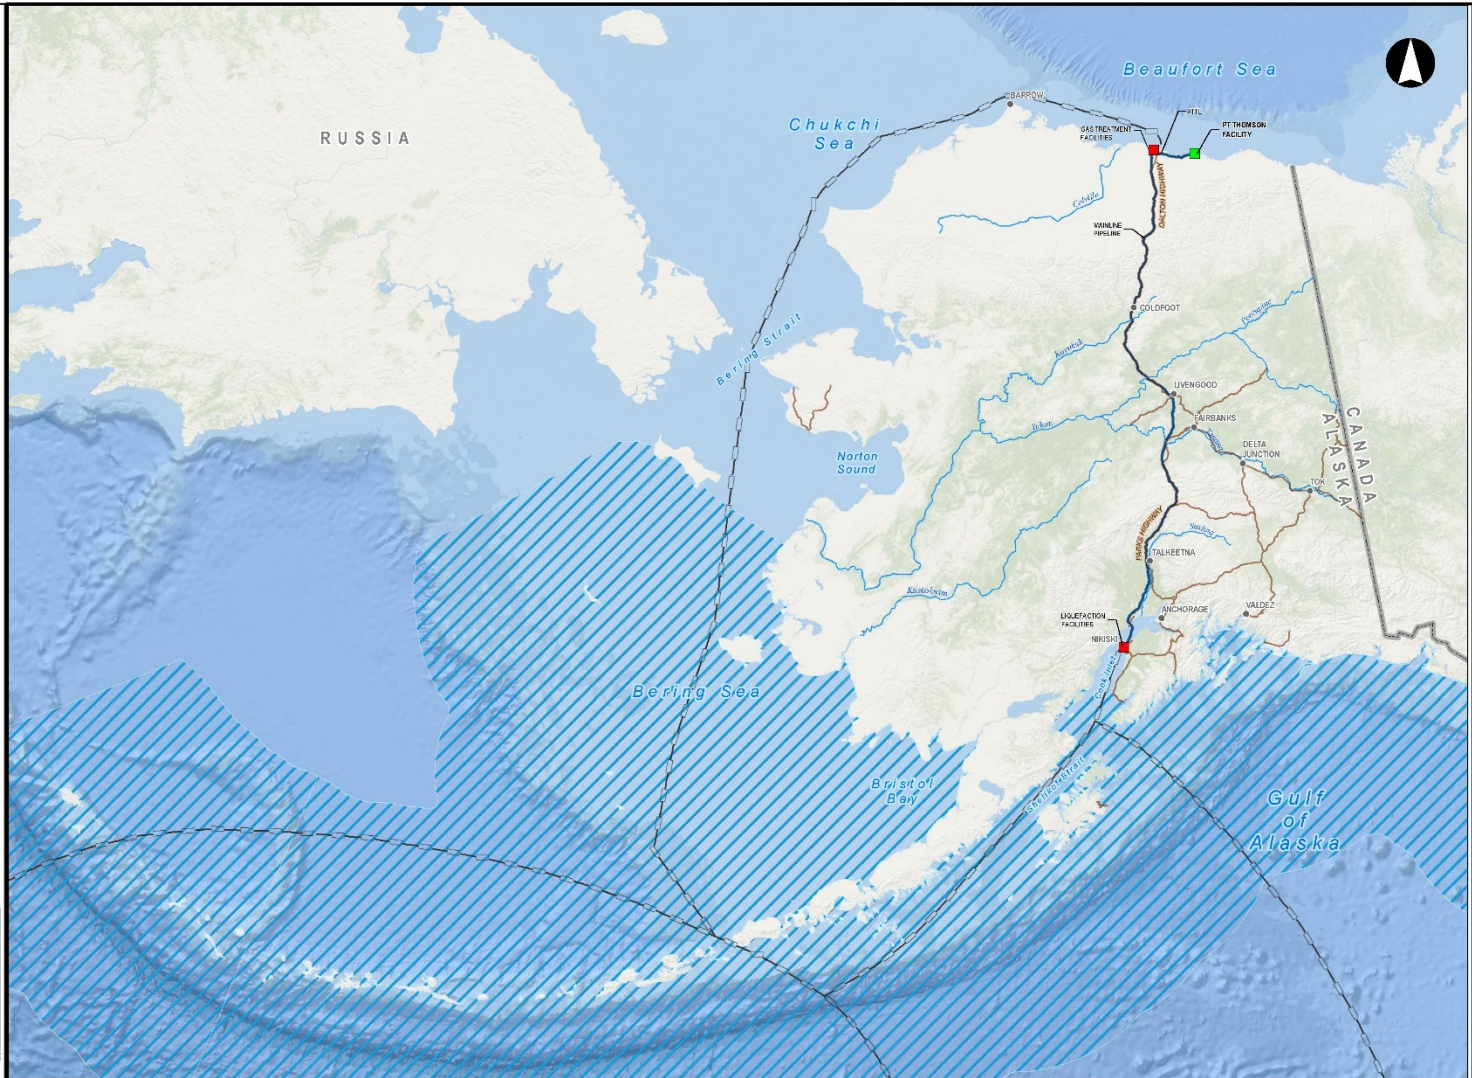 Beaufort Sea
BARROW
RUSSIA
Chukchi
Sea
PTTL
GAS TREATMENT
FACILITIES
PT THOMSON
FACILITY
DALTON HIGHWAY
Colville
MAINLINE
PIPELINE
COLDFOOT
Porcupine
Bering Strait
Koyukuk
LIVENGOOD
FAIRBANKS
Yukon
CANADA
ALASKA
Norton
Sound
DELTA
JUNCTION
Tanana
TOK
PARKS HIGHWAY
Susitna
TALKEETNA
Kuskokwim
ANCHORAGE
VALDEZ
LIQUEFACTION
FACILITIES
NIKISKI
Cook Inlet
Bering Sea
Bristol
Bay
Shelikof Strait
Gulf
of
Alaska